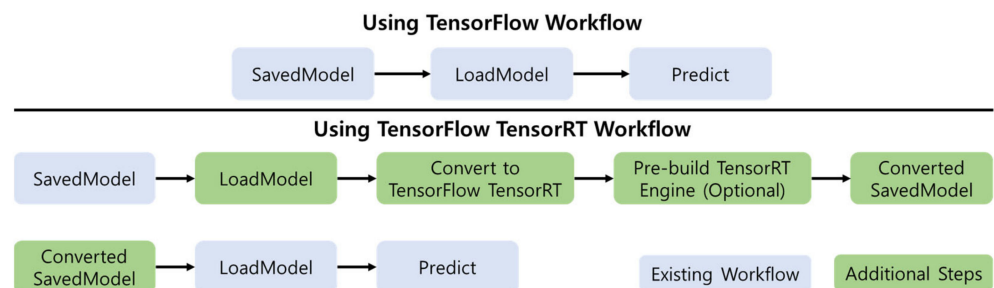 Using TensorFlow Workflow
SavedModel
LoadModel
Predict
Using TensorFlow TensorRT Workflow
SavedModel
LoadModel
Convert to
TensorFlow TensorRT
Pre-build TensorRT
Engine (Optional)
Converted
SavedModel
Converted
SavedModel
LoadModel
Predict
Existing Workflow
Additional Steps